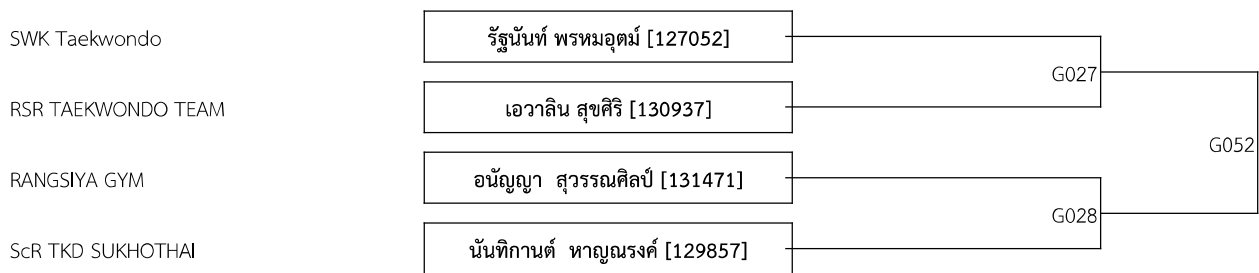 SWK Taekwondo
รัฐนันท์ พรหมอุตม์ [127052]
G027
RSR TAEKWONDO TEAM
เอวาลิน สุขศิริ [130937]
G052
RANGSIYA GYM
อนัญญา สุวรรณศิลป์ [131471]
G028
ScR TKD SUKHOTHAI
นันทิกานต์ หาญณรงค์ [129857]